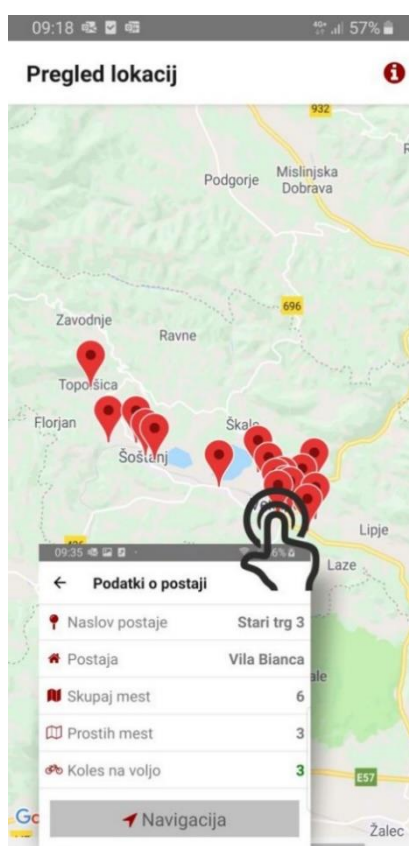 09:18
4G+ 57%
Pregled lokacij
932
Podgorje
Mislinjska
Dobrava
696
Zavodnje
Ravne
Topolšica
Florjan
Škale
Šoštanj
Lipje
Laze
09:35
Podatki o postaji
Naslov postaje Stari trg 3
Postaja Vila Bianca
Skupaj mest 6
Prostih mest 3
Koles na voljo 3
E57
Navigacija
Žalec